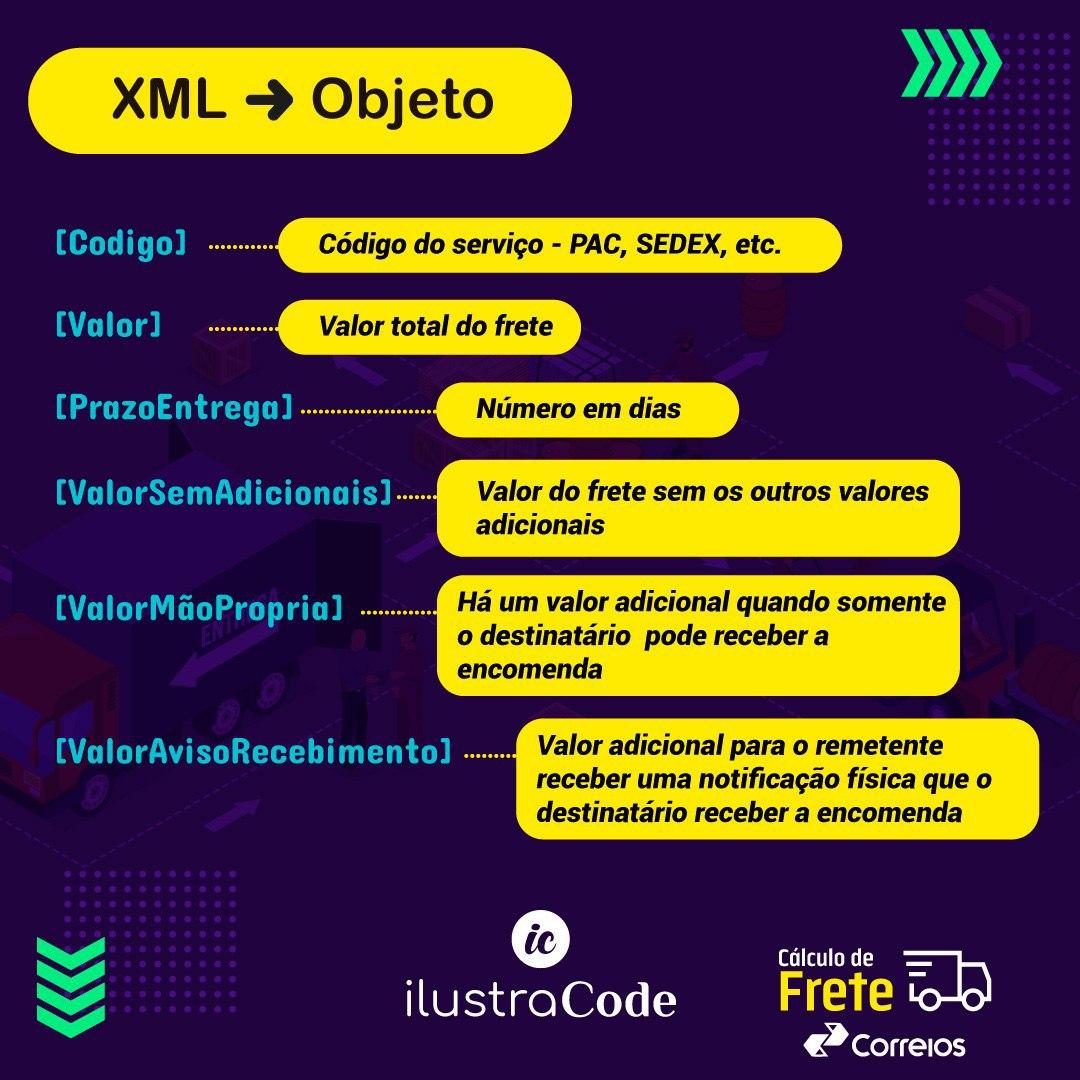 XML → Objeto
[Codigo] Código do serviço - PAC, SEDEX, etc.
[Valor] Valor total do frete
[PrazoEntrega] Número em dias
[ValorSemAdicionais] Valor do frete sem os outros valores
adicionais
[ValorMãoPropria] Há um valor adicional quando somente
o destinatário pode receber a
encomenda
ENTREGA
[ValorAvisoRecebimento] Valor adicional para o remetente
receber uma notificação física que o
destinatário receber a encomenda
ic
ilustraCode
Cálculo de
Frete
Correios